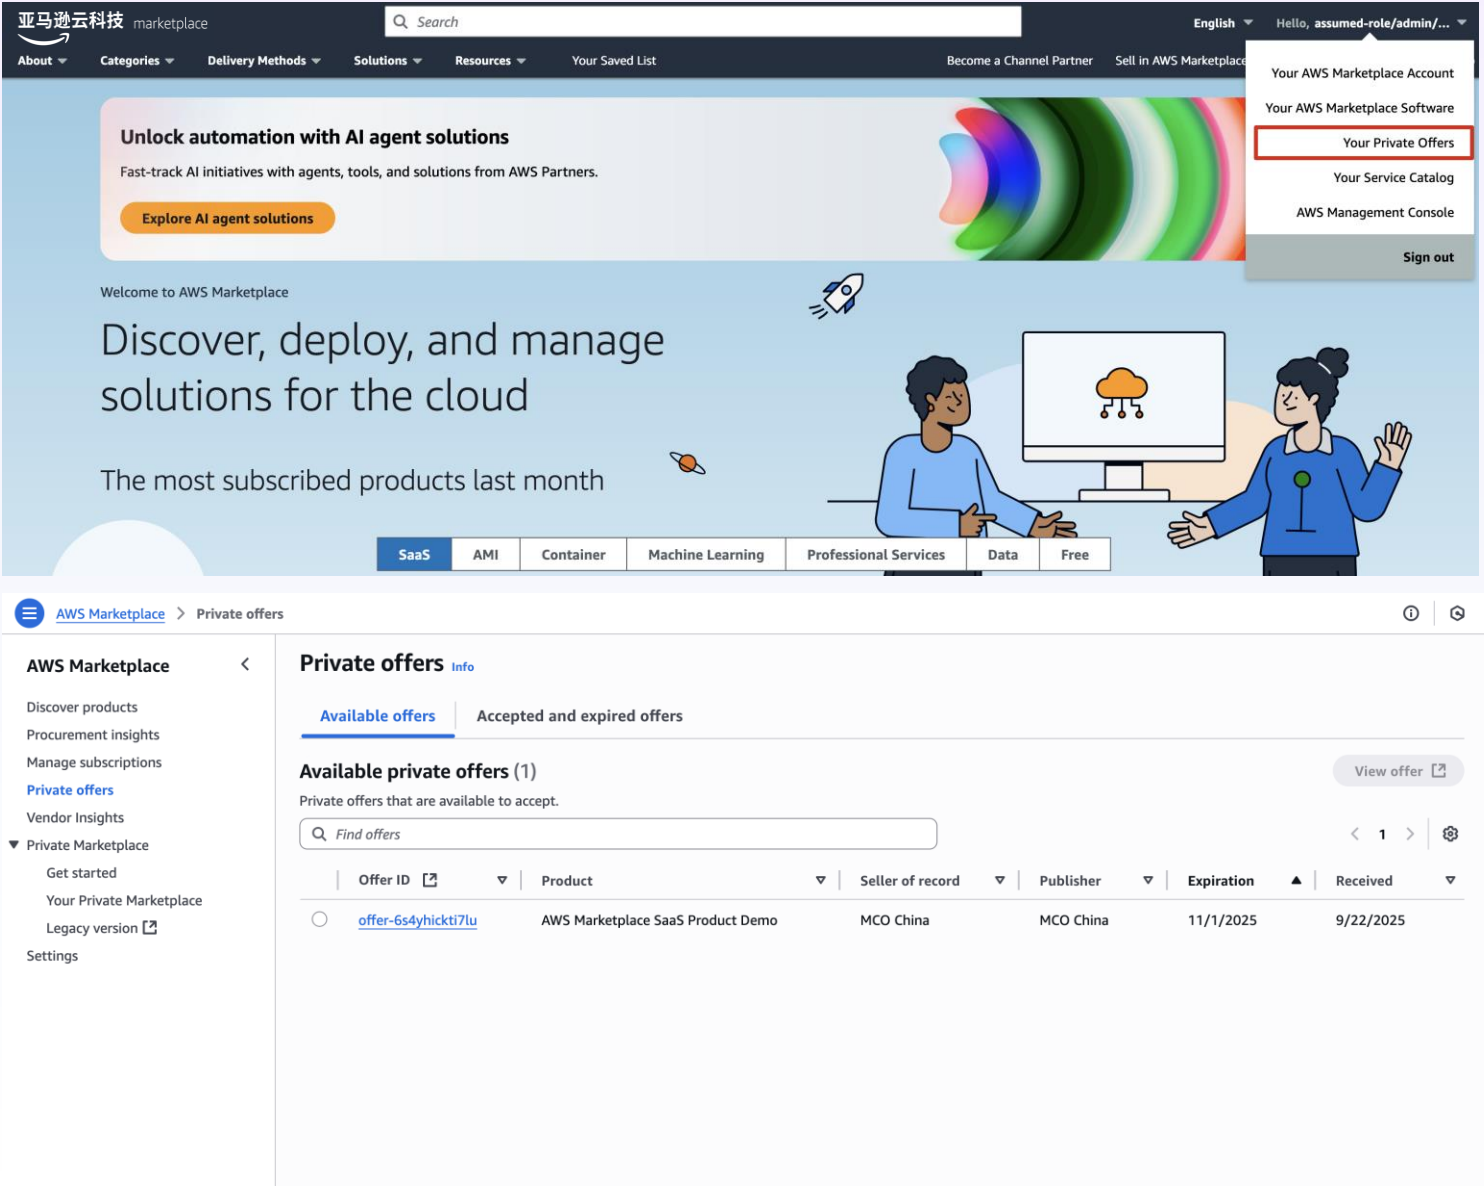 亚马逊云科技 marketplace
Search
English
Hello, assumed-role/admin/...
About
Categories
Delivery Methods
Solutions
Resources
Your Saved List
Become a Channel Partner
Sell in AWS Marketplace
Your AWS Marketplace Account
Your AWS Marketplace Software
Your Private Offers
Your Service Catalog
AWS Management Console
Sign out
Unlock automation with AI agent solutions
Fast-track AI initiatives with agents, tools, and solutions from AWS Partners.
Explore AI agent solutions
Welcome to AWS Marketplace
Discover, deploy, and manage
solutions for the cloud
The most subscribed products last month
SaaS
AMI
Container
Machine Learning
Professional Services
Data
Free
AWS Marketplace > Private offers
AWS Marketplace
Discover products
Procurement insights
Manage subscriptions
Private offers
Vendor Insights
Private Marketplace
Get started
Your Private Marketplace
Legacy version
Settings
Private offers Info
Available offers
Accepted and expired offers
Available private offers (1)
View offer
Private offers that are available to accept.
Find offers
1
Offer ID
Product
Seller of record
Publisher
Expiration
Received
offer-6s4yhickti7lu
AWS Marketplace SaaS Product Demo
MCO China
MCO China
11/1/2025
9/22/2025